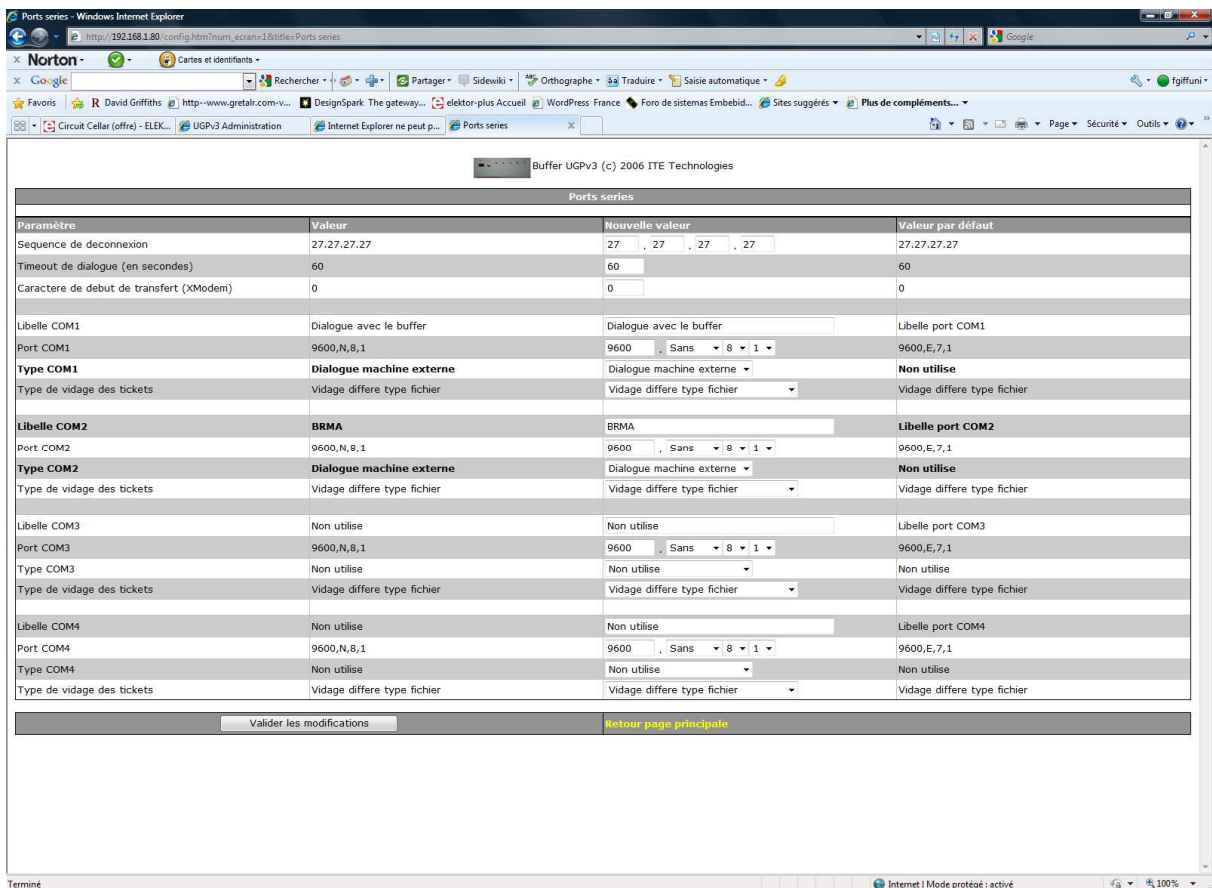 Ports series - Windows Internet Explorer
http://192.168.1.80/config.htm?num_ecran=1&title=Ports series
Google
Norton
Cartes et identifiants
Google
Rechercher
Partager
Sidewiki
Orthographe
Traduire
Saisie automatique
fgiffuni
Favoris
R David Griffiths
http--www.gretalr.com-v...
DesignSpark The gateway...
elektor-plus Accueil
WordPress France
Foro de sistemas Embebid...
Sites suggérés
Plus de compléments...
Circuit Cellar (offre) - ELEK...
UGPv3 Administration
Internet Explorer ne peut p...
Ports series
Page
Sécurité
Outils
Buffer UGPv3 (c) 2006 ITE Technologies
Ports series
Paramètre Valeur Nouvelle valeur Valeur par défaut
Sequence de deconnexion 27.27.27.27 27 . 27 . 27 . 27 27.27.27.27
Timeout de dialogue (en secondes) 60 60 60
Caractere de debut de transfert (XModem) 0 0 0
Libelle COM1 Dialogue avec le buffer Dialogue avec le buffer Libelle port COM1
Port COM1 9600,N,8,1 9600 , Sans 8 1 9600,E,7,1
Type COM1 Dialogue machine externe Dialogue machine externe Non utilise
Type de vidage des tickets Vidage differe type fichier Vidage differe type fichier Vidage differe type fichier
Libelle COM2 BRMA BRMA Libelle port COM2
Port COM2 9600,N,8,1 9600 , Sans 8 1 9600,E,7,1
Type COM2 Dialogue machine externe Dialogue machine externe Non utilise
Type de vidage des tickets Vidage differe type fichier Vidage differe type fichier Vidage differe type fichier
Libelle COM3 Non utilise Non utilise Libelle port COM3
Port COM3 9600,N,8,1 9600 , Sans 8 1 9600,E,7,1
Type COM3 Non utilise Non utilise Non utilise
Type de vidage des tickets Vidage differe type fichier Vidage differe type fichier Vidage differe type fichier
Libelle COM4 Non utilise Non utilise Libelle port COM4
Port COM4 9600,N,8,1 9600 , Sans 8 1 9600,E,7,1
Type COM4 Non utilise Non utilise Non utilise
Type de vidage des tickets Vidage differe type fichier Vidage differe type fichier Vidage differe type fichier
Valider les modifications Retour page principale
Terminé
Internet | Mode protégé : activé
100%